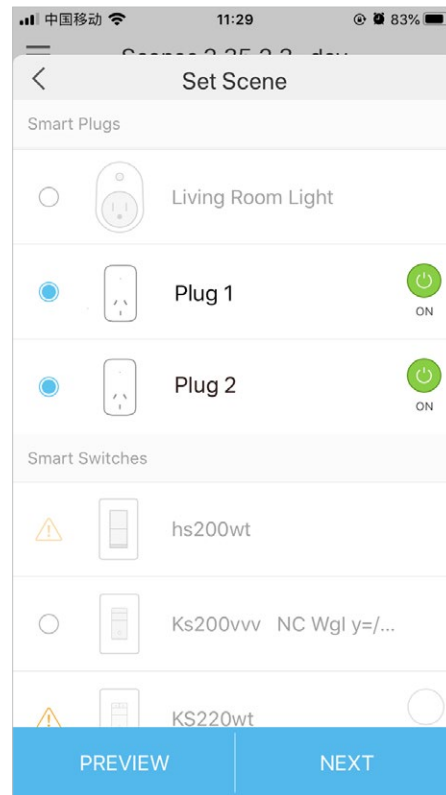 中国移动 11:29 83%
Set Scene
Smart Plugs
Living Room Light
Plug 1
ON
Plug 2
ON
Smart Switches
hs200wt
Ks200vvv NC Wgl y=/...
KS220wt
PREVIEW NEXT